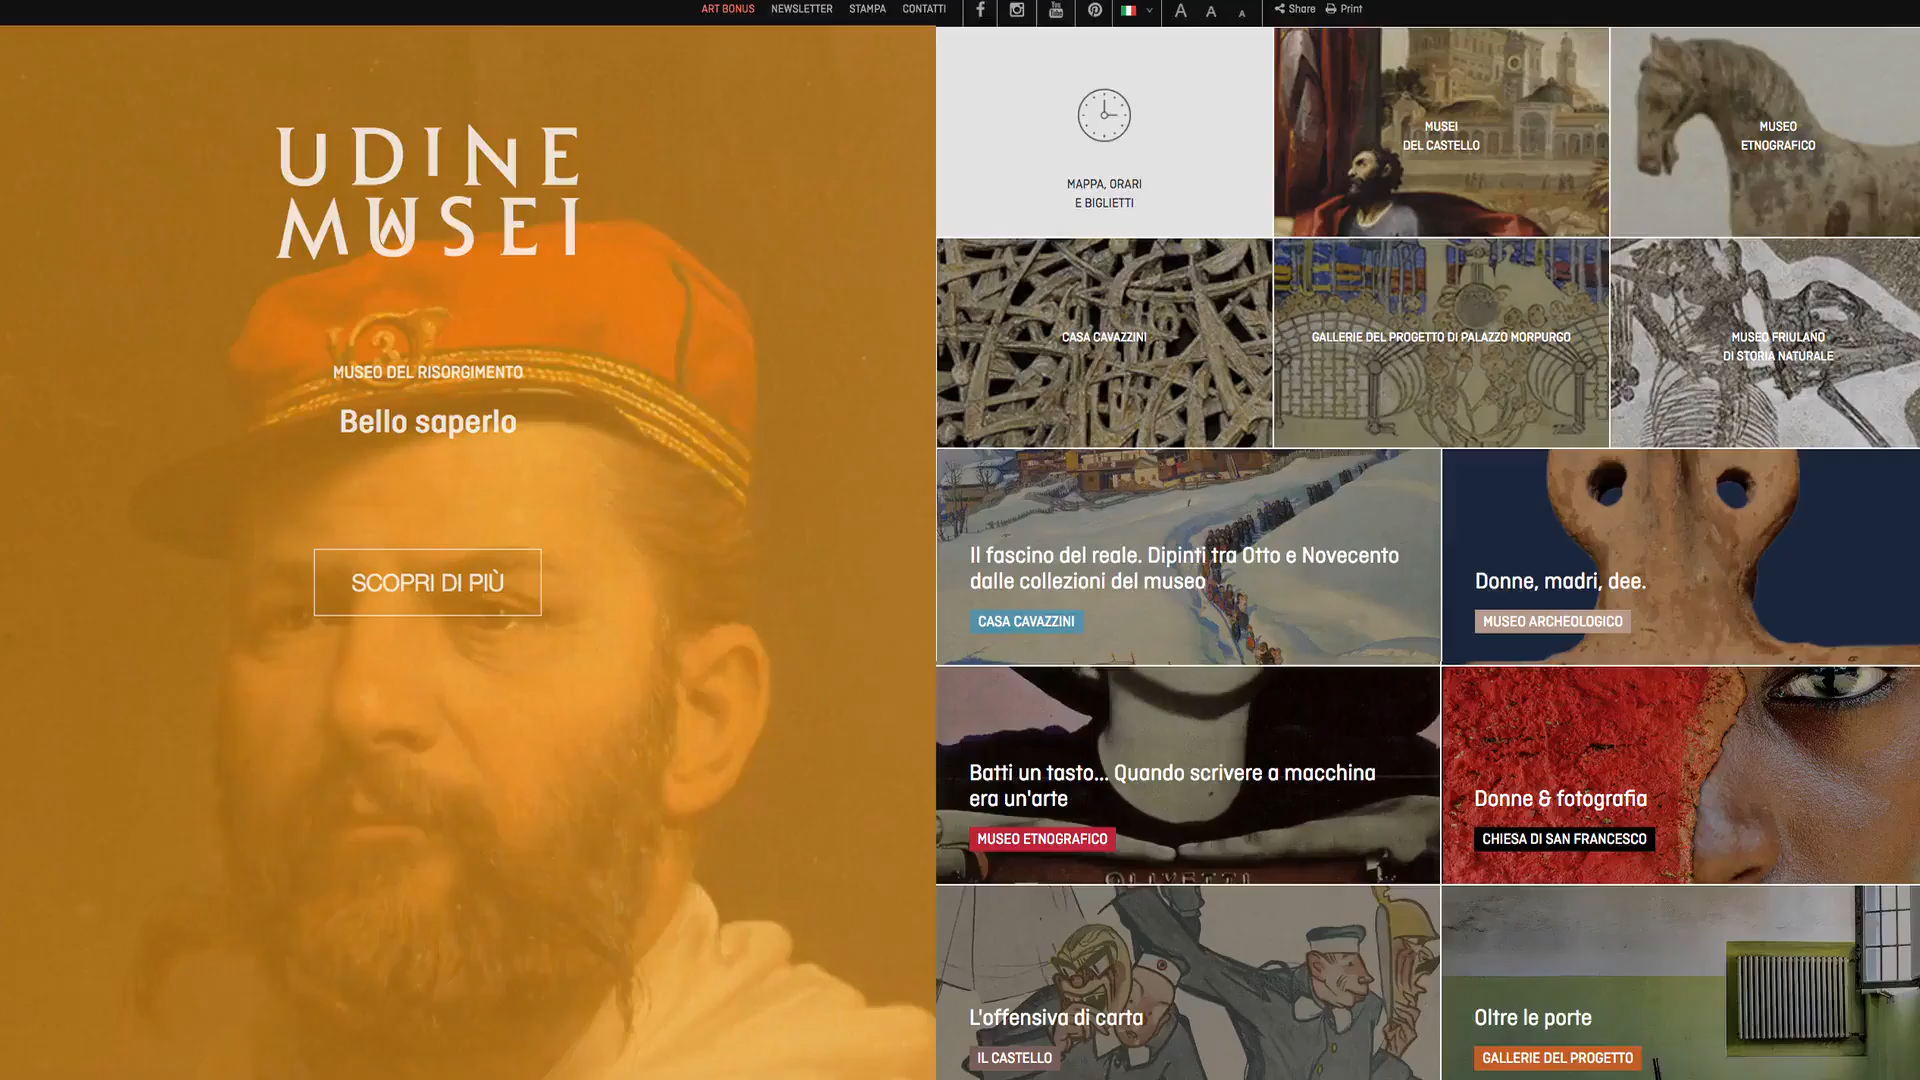 ART BONUS NEWSLETTER STAMPA CONTATTI
You Tube
A A A
Share Print
UDINE
MUSEI
3
MUSEO DEL RISORGIMENTO
Bello saperlo
SCOPRI DI PIÙ
MAPPA, ORARI
E BIGLIETTI
MUSEI
DEL CASTELLO
MUSEO
ETNOGRAFICO
CASA CAVAZZINI
GALLERIE DEL PROGETTO DI PALAZZO MORPURGO
MUSEO FRIULANO
DI STORIA NATURALE
Il fascino del reale. Dipinti tra Otto e Novecento
dalle collezioni del museo
CASA CAVAZZINI
Donne, madri, dee.
MUSEO ARCHEOLOGICO
Batti un tasto... Quando scrivere a macchina
era un'arte
MUSEO ETNOGRAFICO
OLIVETTI
Donne & fotografia
CHIESA DI SAN FRANCESCO
L'offensiva di carta
IL CASTELLO
Oltre le porte
GALLERIE DEL PROGETTO